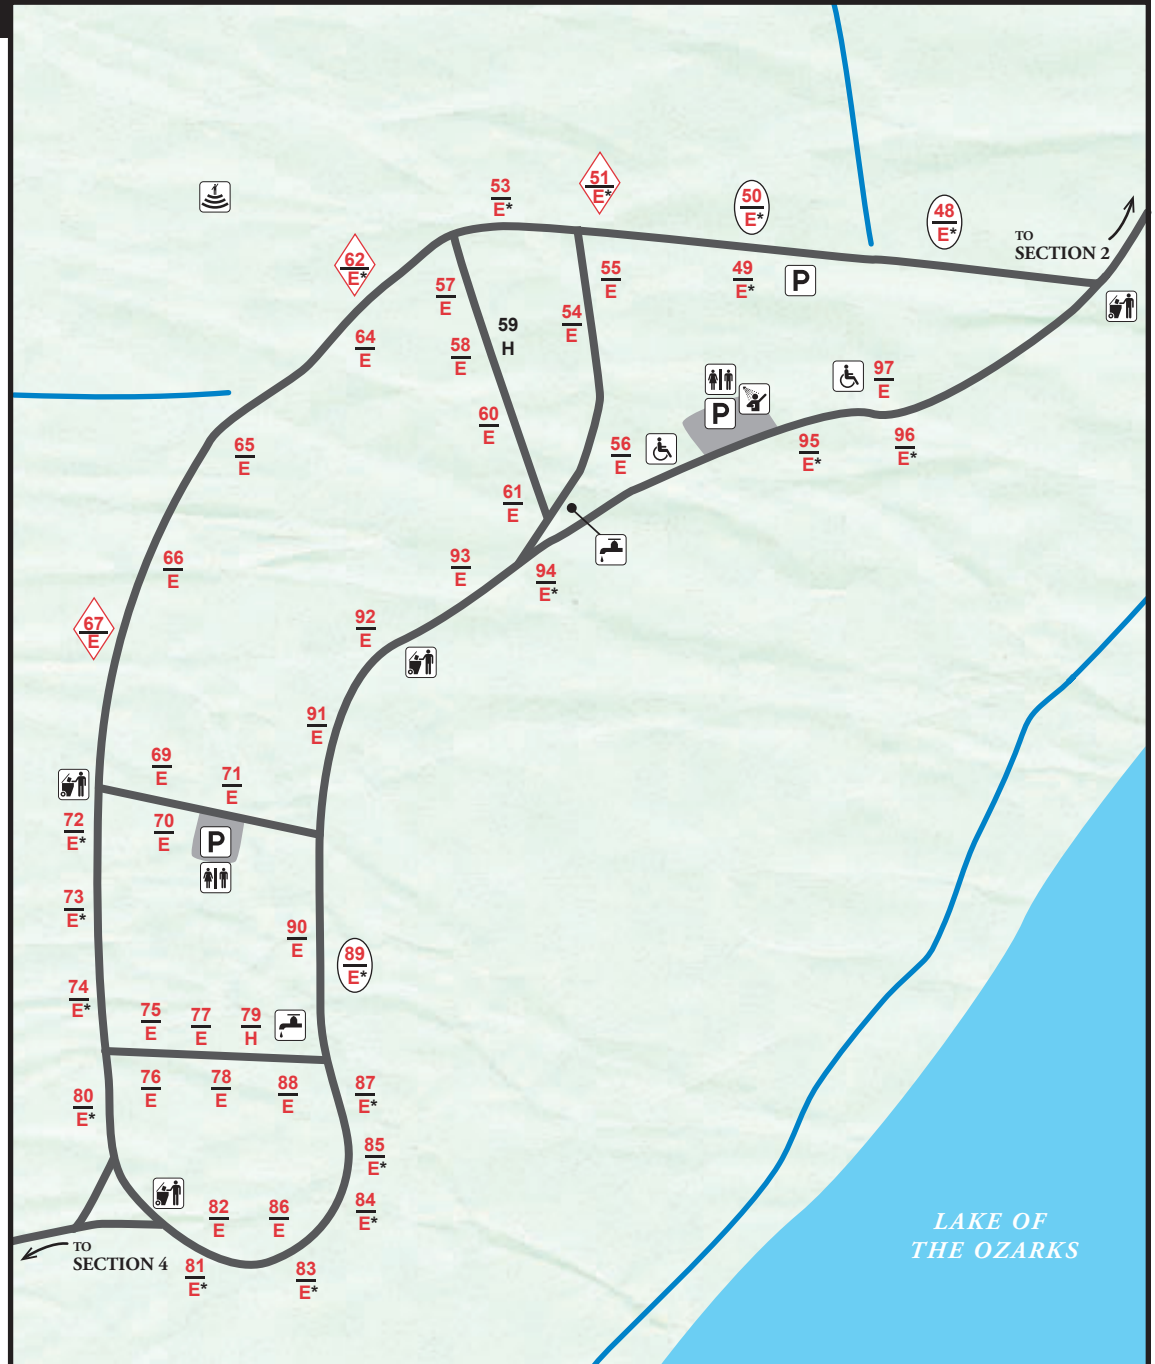 51
E*
53
E*
50
E*
48
E*
TO
SECTION 2
62
E*
55
E
49
E*
P
57
E
54
E
59
H
64
E
58
E
97
E
P
60
E
56
E
95
E*
96
E*
65
E
61
E
66
E
93
E
94
E*
67
E
92
E
91
E
69
E
71
E
72
E*
70
E
P
73
E*
90
E
89
E*
74
E*
75
E
77
E
79
H
76
E
78
E
88
E
87
E*
80
E*
85
E*
82
E
86
E
84
E*
TO
SECTION 4
81
E*
83
E*
LAKE OF
THE OZARKS